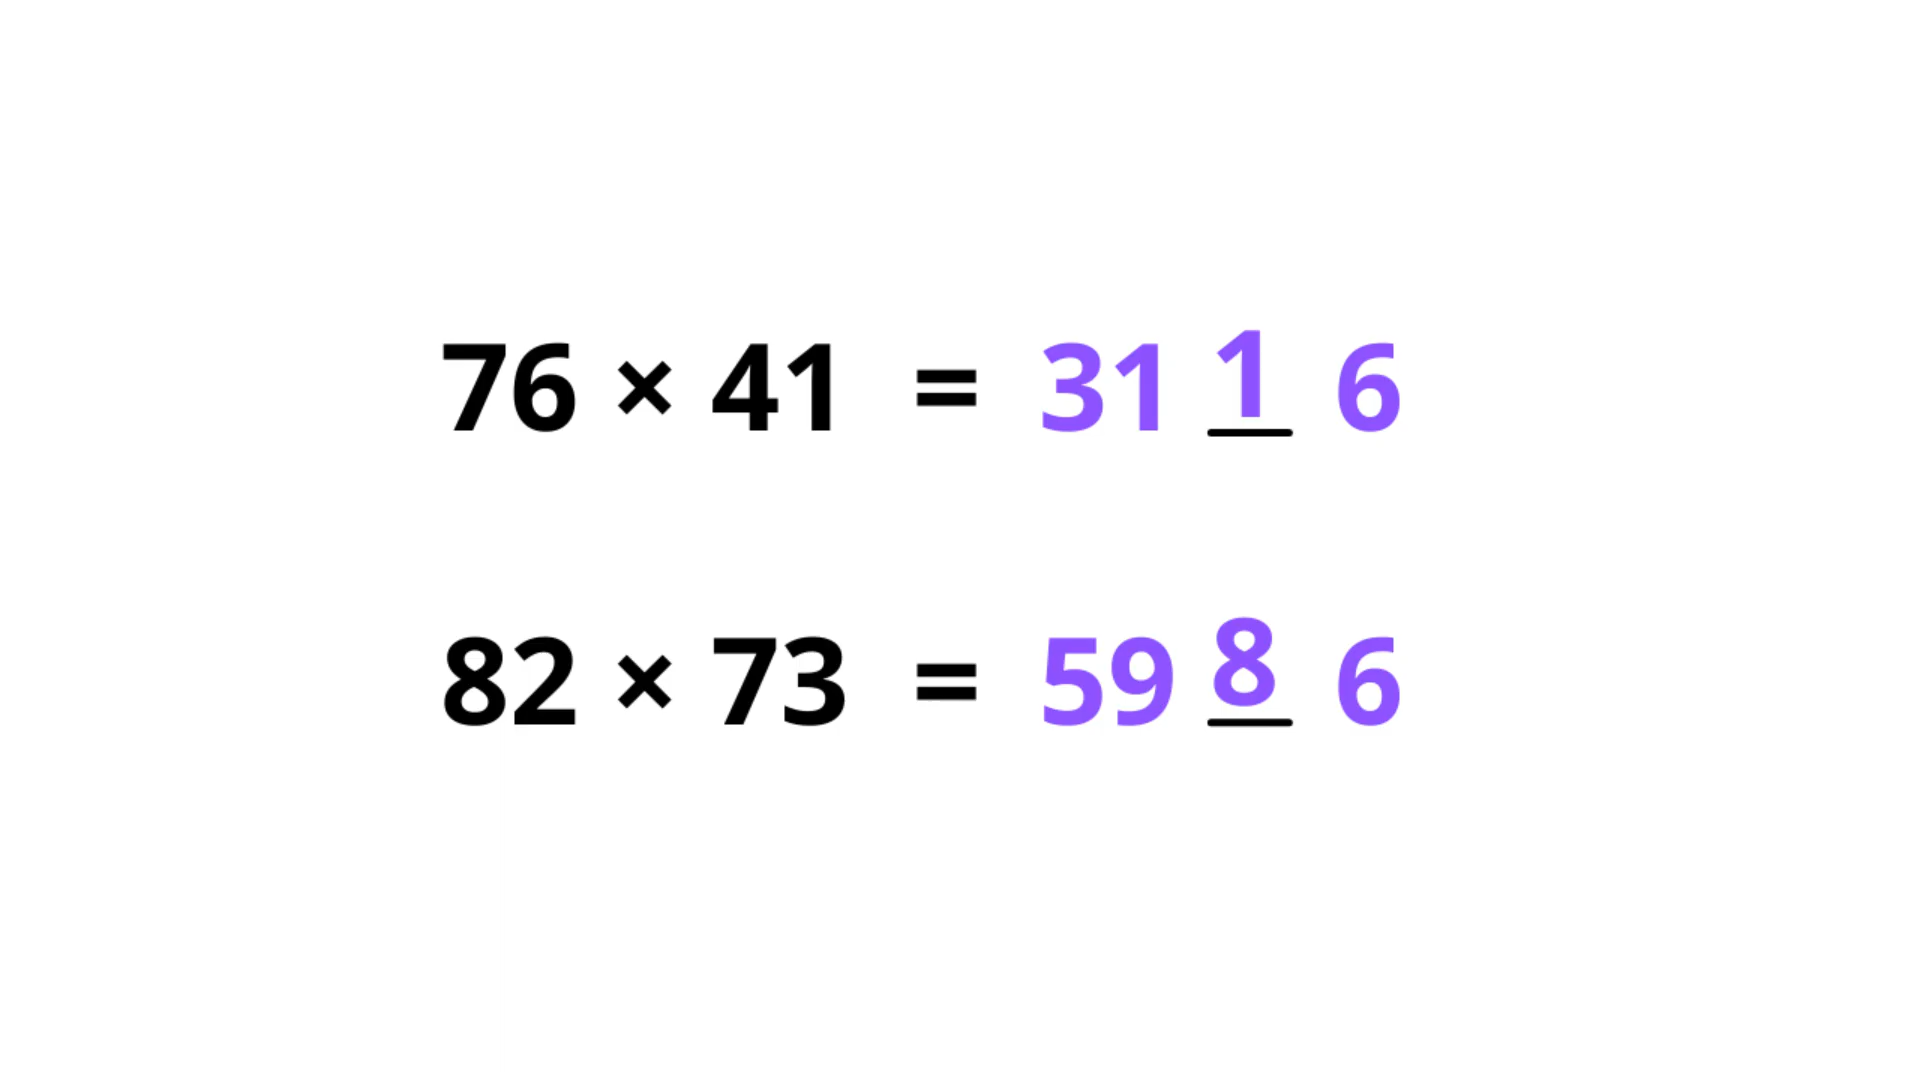 76 × 41 = 31 1 6
82 × 73 = 59 8 6